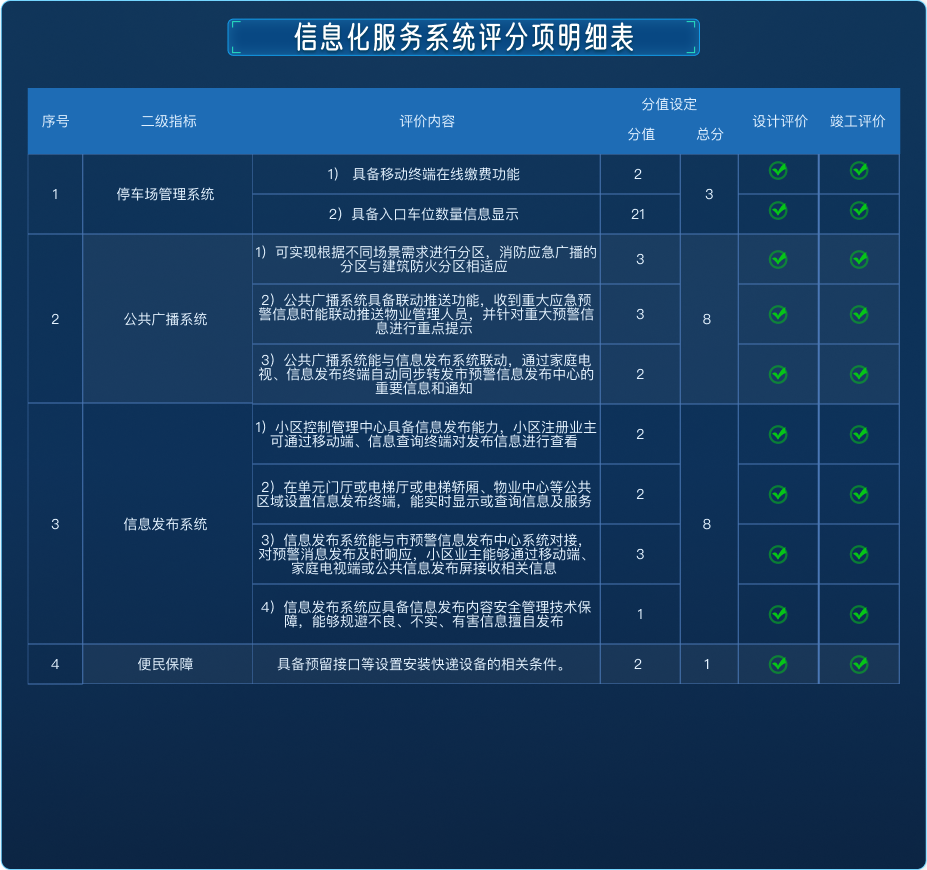 信息化服务系统评分项明细表
序号 二级指标 评价内容 分值设定 分值 总分 设计评价 竣工评价
1 停车场管理系统 1） 具备移动终端在线缴费功能 2 3
2）具备入口车位数量信息显示 21
2 公共广播系统 8
1）可实现根据不同场景需求进行分区，消防应急广播的
分区与建筑防火分区相适应
3
2）公共广播系统具备联动推送功能，收到重大应急预
警信息时能联动推送物业管理人员，并针对重大预警信
息进行重点提示
3
3）公共广播系统能与信息发布系统联动，通过家庭电
视、信息发布终端自动同步转发市预警信息发布中心的
重要信息和通知
2
3 信息发布系统 8
1）小区控制管理中心具备信息发布能力，小区注册业主
可通过移动端、信息查询终端对发布信息进行查看
2
2）在单元门厅或电梯厅或电梯轿厢、物业中心等公共
区域设置信息发布终端，能实时显示或查询信息及服务
2
3）信息发布系统能与市预警信息发布中心系统对接，
对预警消息发布及时响应，小区业主能够通过移动端、
家庭电视端或公共信息发布屏接收相关信息
3
4）信息发布系统应具备信息发布内容安全管理技术保
障，能够规避不良、不实、有害信息擅自发布
1
4 便民保障 具备预留接口等设置安装快递设备的相关条件。 2 1